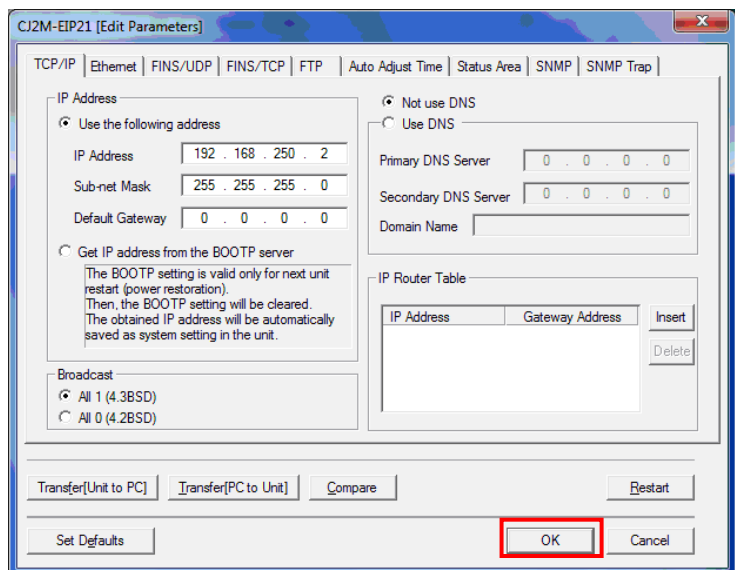 CJ2M-EIP21 [Edit Parameters]
TCP/IP Ethernet FINS/UDP FINS/TCP FTP Auto Adjust Time Status Area SNMP SNMP Trap
IP Address
Use the following address
IP Address 192 . 168 . 250 . 2
Sub-net Mask 255 . 255 . 255 . 0
Default Gateway 0 . 0 . 0 . 0
Get IP address from the BOOTP server
The BOOTP setting is valid only for next unit
restart (power restoration).
Then, the BOOTP setting will be cleared.
The obtained IP address will be automatically
saved as system setting in the unit.
Broadcast
All 1 (4.3BSD)
All 0 (4.2BSD)
Not use DNS
Use DNS
Primary DNS Server 0 . 0 . 0 . 0
Secondary DNS Server 0 . 0 . 0 . 0
Domain Name
IP Router Table
IP Address Gateway Address Insert
Delete
Transfer[Unit to PC] Transfer[PC to Unit] Compare Restart
Set Defaults OK Cancel